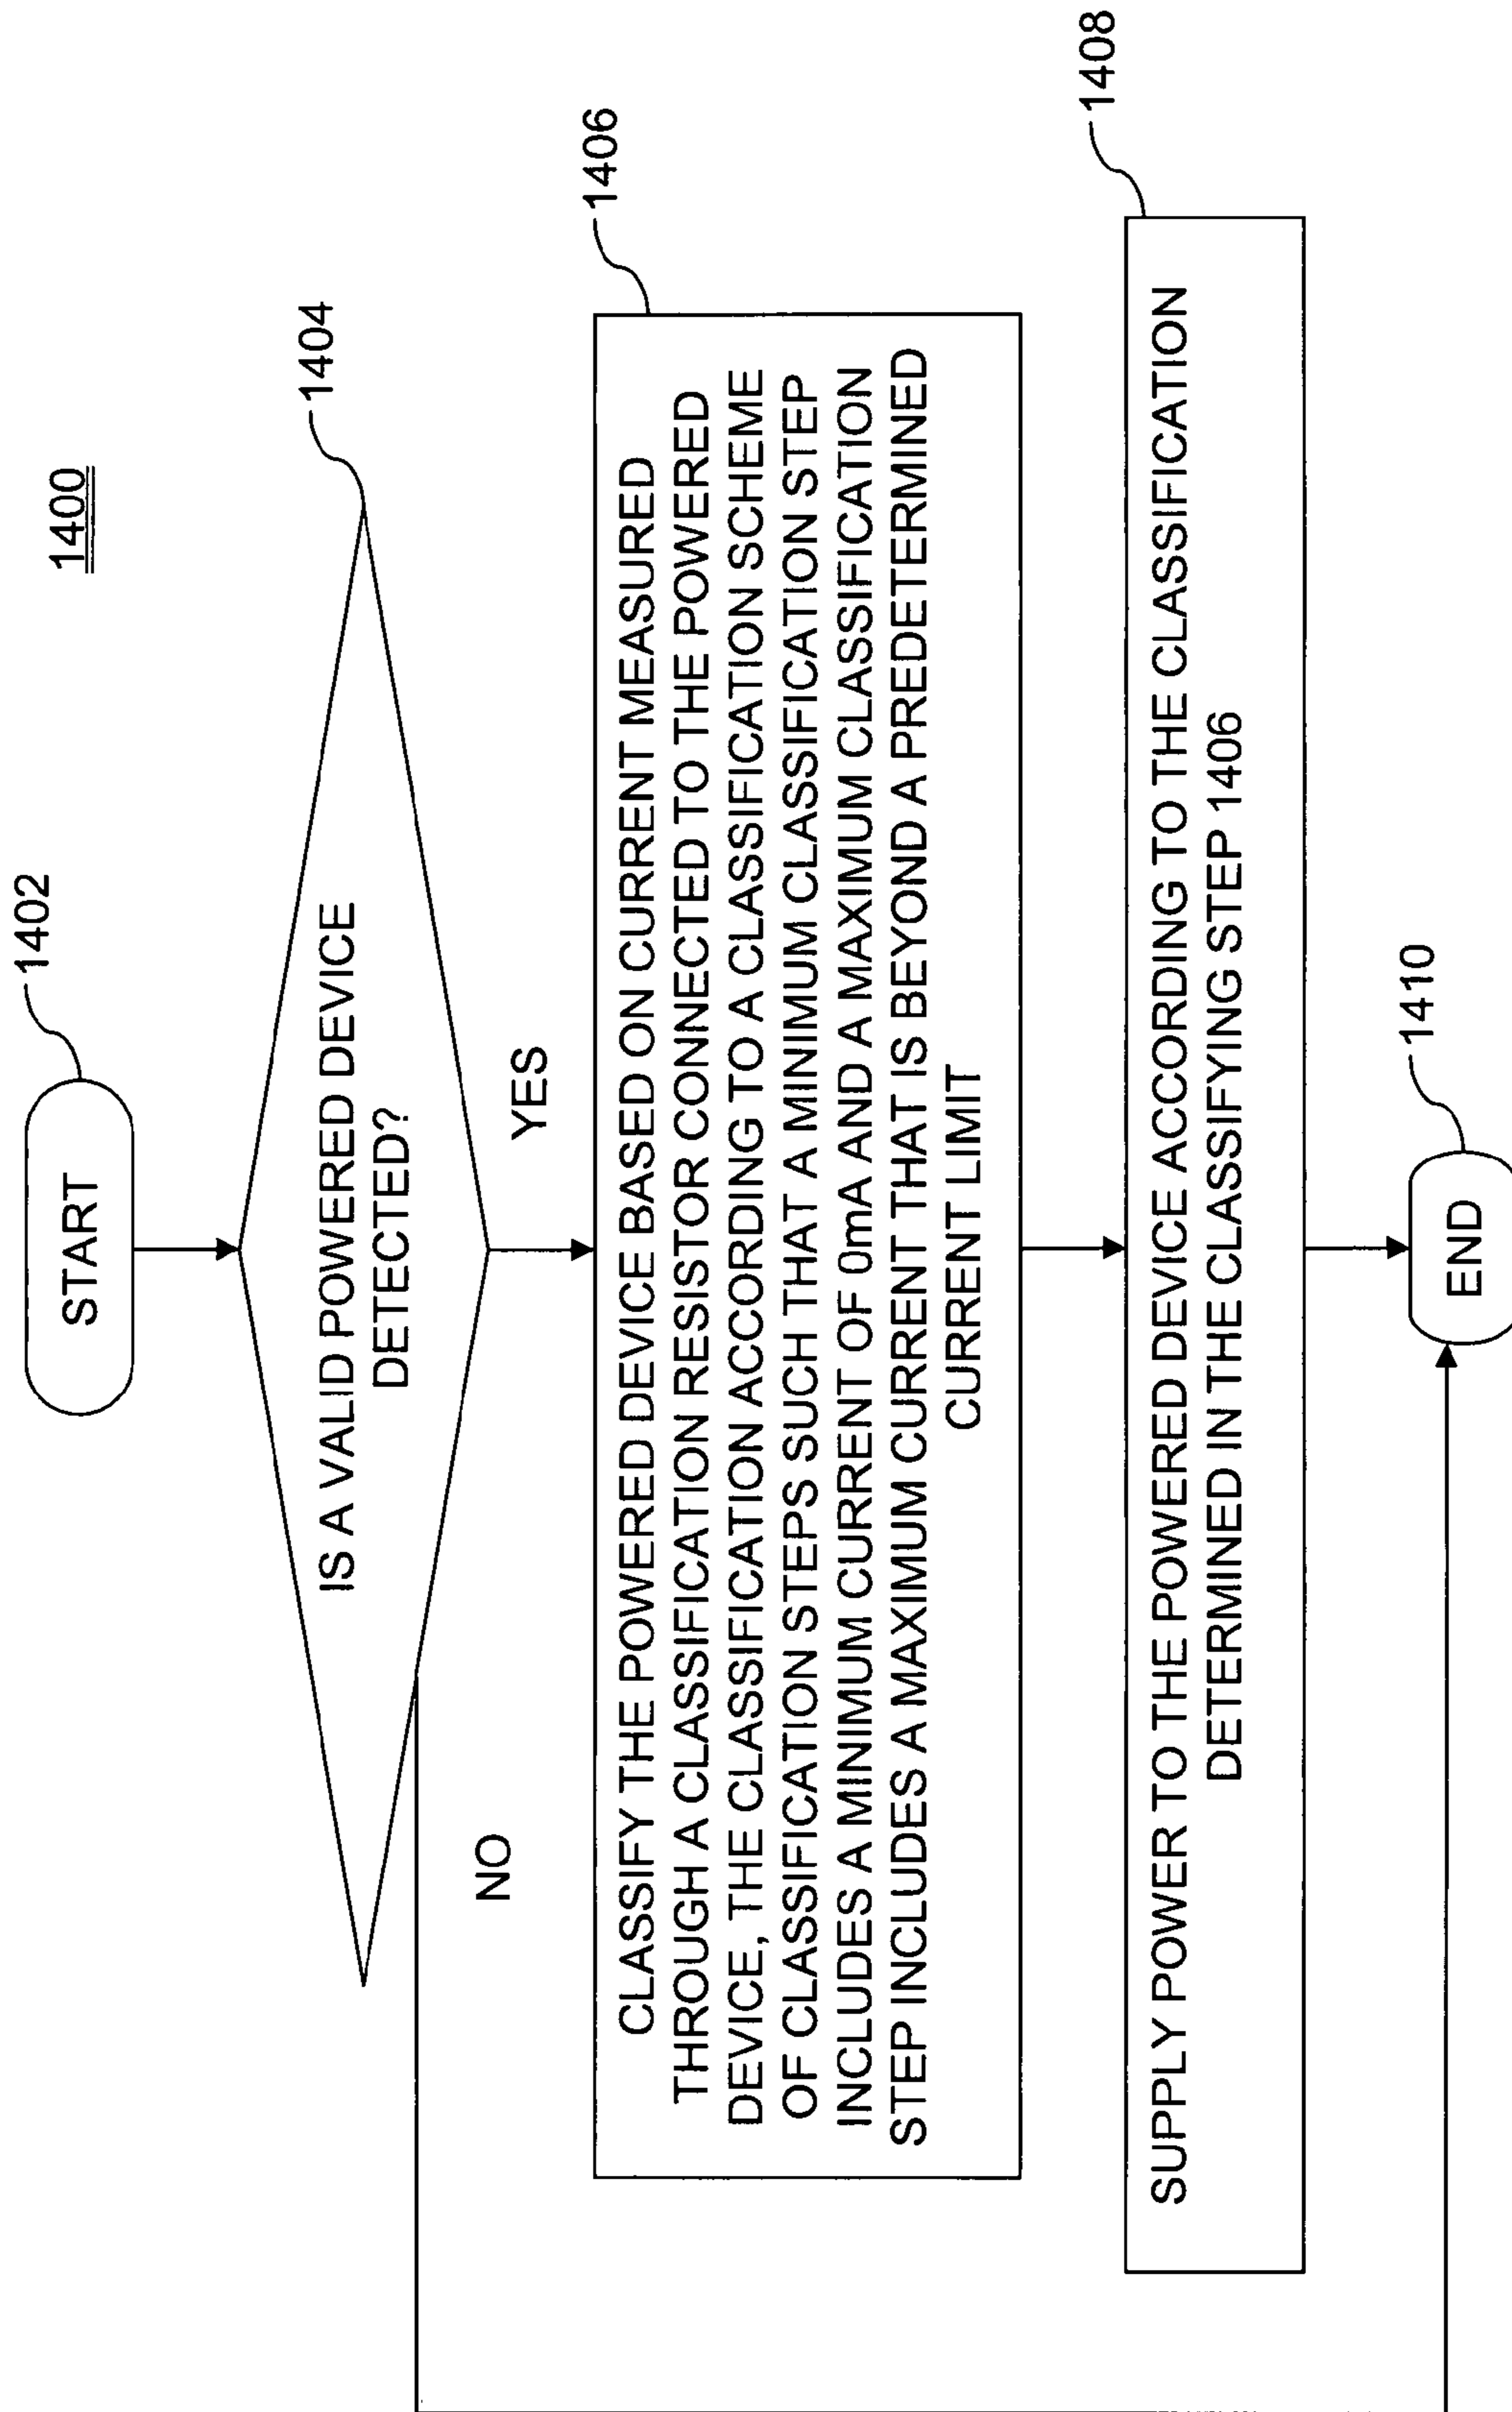 1400
START
1402
IS A VALID POWERED DEVICE
DETECTED?
1404
NO
YES
CLASSIFY THE POWERED DEVICE BASED ON CURRENT MEASURED
THROUGH A CLASSIFICATION RESISTOR CONNECTED TO THE POWERED
DEVICE, THE CLASSIFICATION ACCORDING TO A CLASSIFICATION SCHEME
OF CLASSIFICATION STEPS SUCH THAT A MINIMUM CLASSIFICATION STEP
INCLUDES A MINIMUM CURRENT OF 0mA AND A MAXIMUM CLASSIFICATION
STEP INCLUDES A MAXIMUM CURRENT THAT IS BEYOND A PREDETERMINED
CURRENT LIMIT
1406
SUPPLY POWER TO THE POWERED DEVICE ACCORDING TO THE CLASSIFICATION
DETERMINED IN THE CLASSIFYING STEP 1406
1408
END
1410